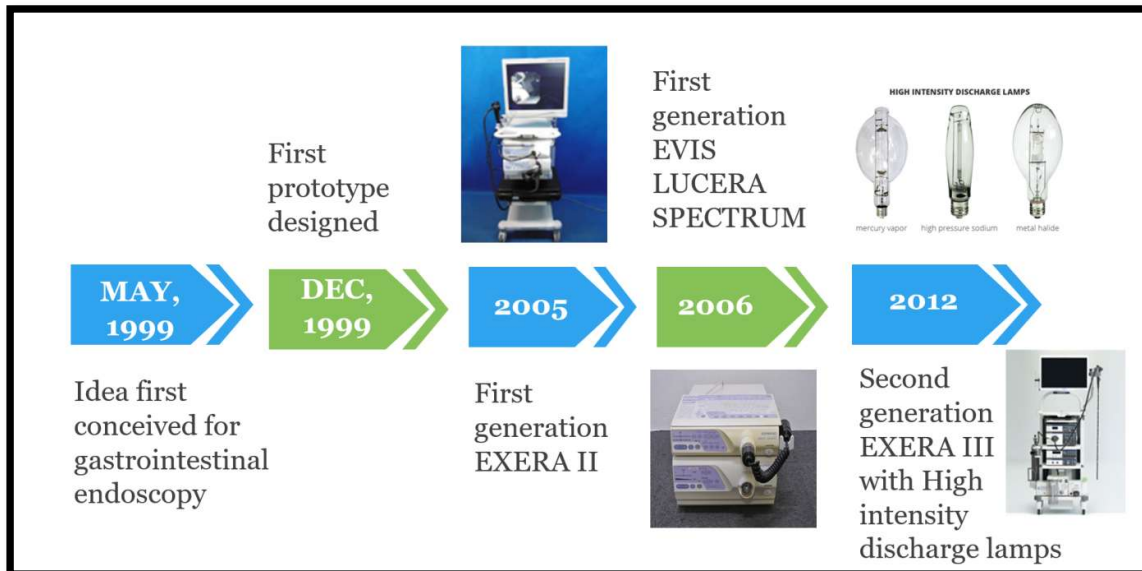 MAY,
1999
Idea first
conceived for
gastrointestinal
endoscopy
First
prototype
designed
DEC,
1999
2005
First
generation
EXERA II
First
generation
EVIS
LUCERA
SPECTRUM
2006
HIGH INTENSITY DISCHARGE LAMPS
mercury vapor
high pressure sodium
metal halide
2012
Second
generation
EXERA III
with High
intensity
discharge lamps